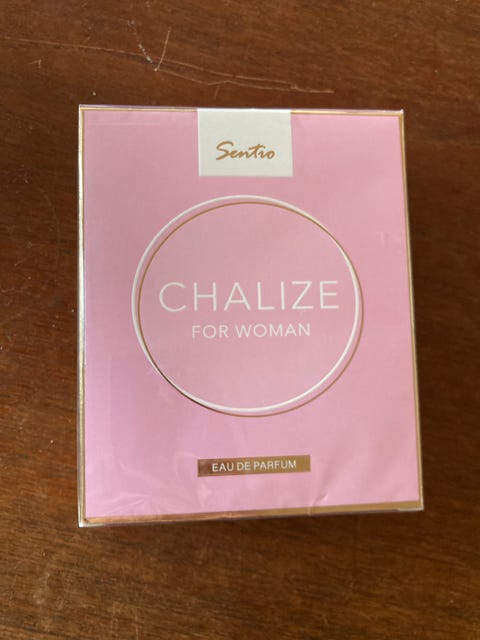 Sentio
CHALIZE
FOR WOMAN
EAU DE PARFUM